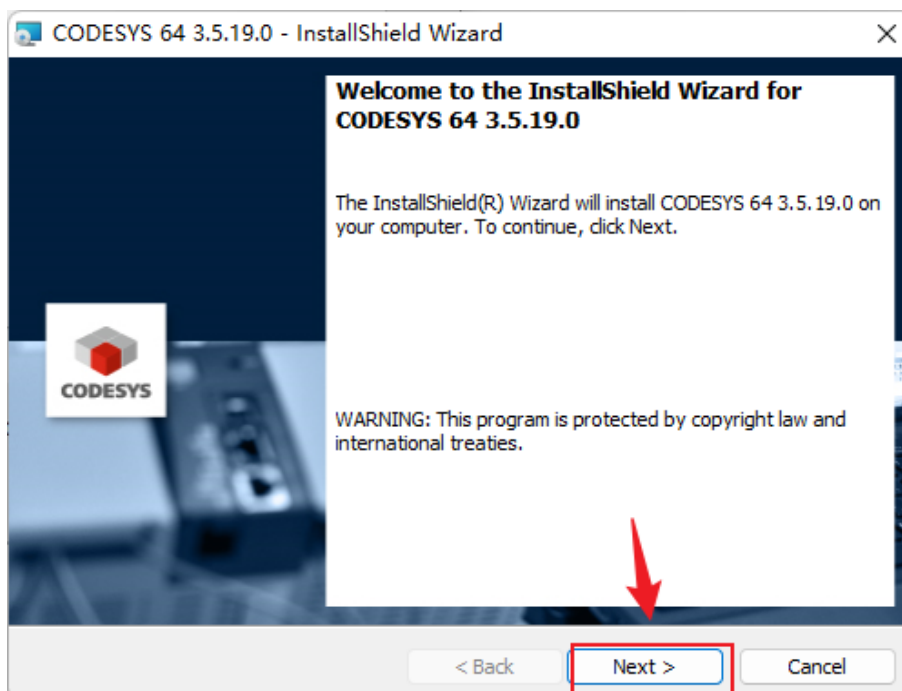 CODESYS 64 3.5.19.0 - InstallShield Wizard
Welcome to the InstallShield Wizard for
CODESYS 64 3.5.19.0
The InstallShield(R) Wizard will install CODESYS 64 3.5.19.0 on
your computer. To continue, click Next.
CODESYS
WARNING: This program is protected by copyright law and
international treaties.
< Back
Next >
Cancel